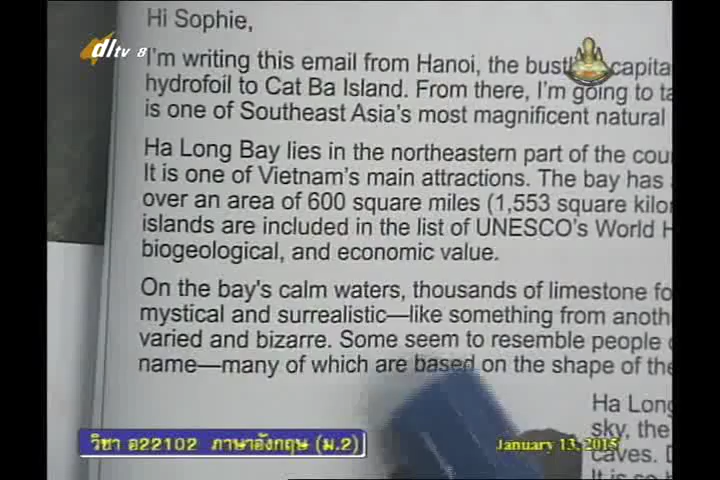 Hi Sophie,
dltv 8
I'm writing this email from Hanoi, the capita
hydrofoil to Cat Ba Island. From there, I'm going to ta
is one of Southeast Asia's most magnificent natural
Ha Long Bay lies in the northeastern part of the cou
It is one of Vietnam's main attractions. The bay has
over an area of 600 square miles (1,553 square kilo
islands are included in the list of UNESCO's World H
biogeological, and economic value.
On the bay's calm waters, thousands of limestone fo
mystical and surrealistic—like something from anoth
varied and bizarre. Some seem to resemble people
name—many of which are based on the shape of the
Ha Long
sky, the
caves.
It is so
วิชา อ22102 ภาษาอังกฤษ (ม.2)
January 13, 2015